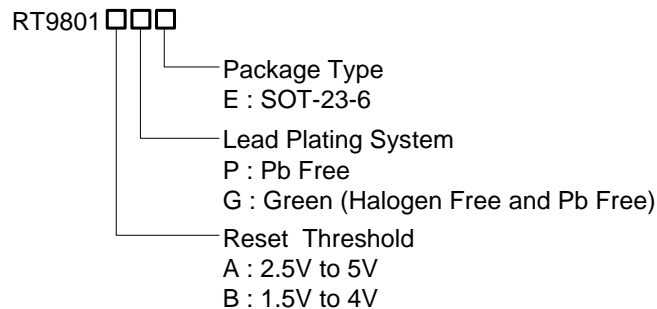 RT9801
Package Type
E : SOT-23-6
Lead Plating System
P : Pb Free
G : Green (Halogen Free and Pb Free)
Reset Threshold
A : 2.5V to 5V
B : 1.5V to 4V